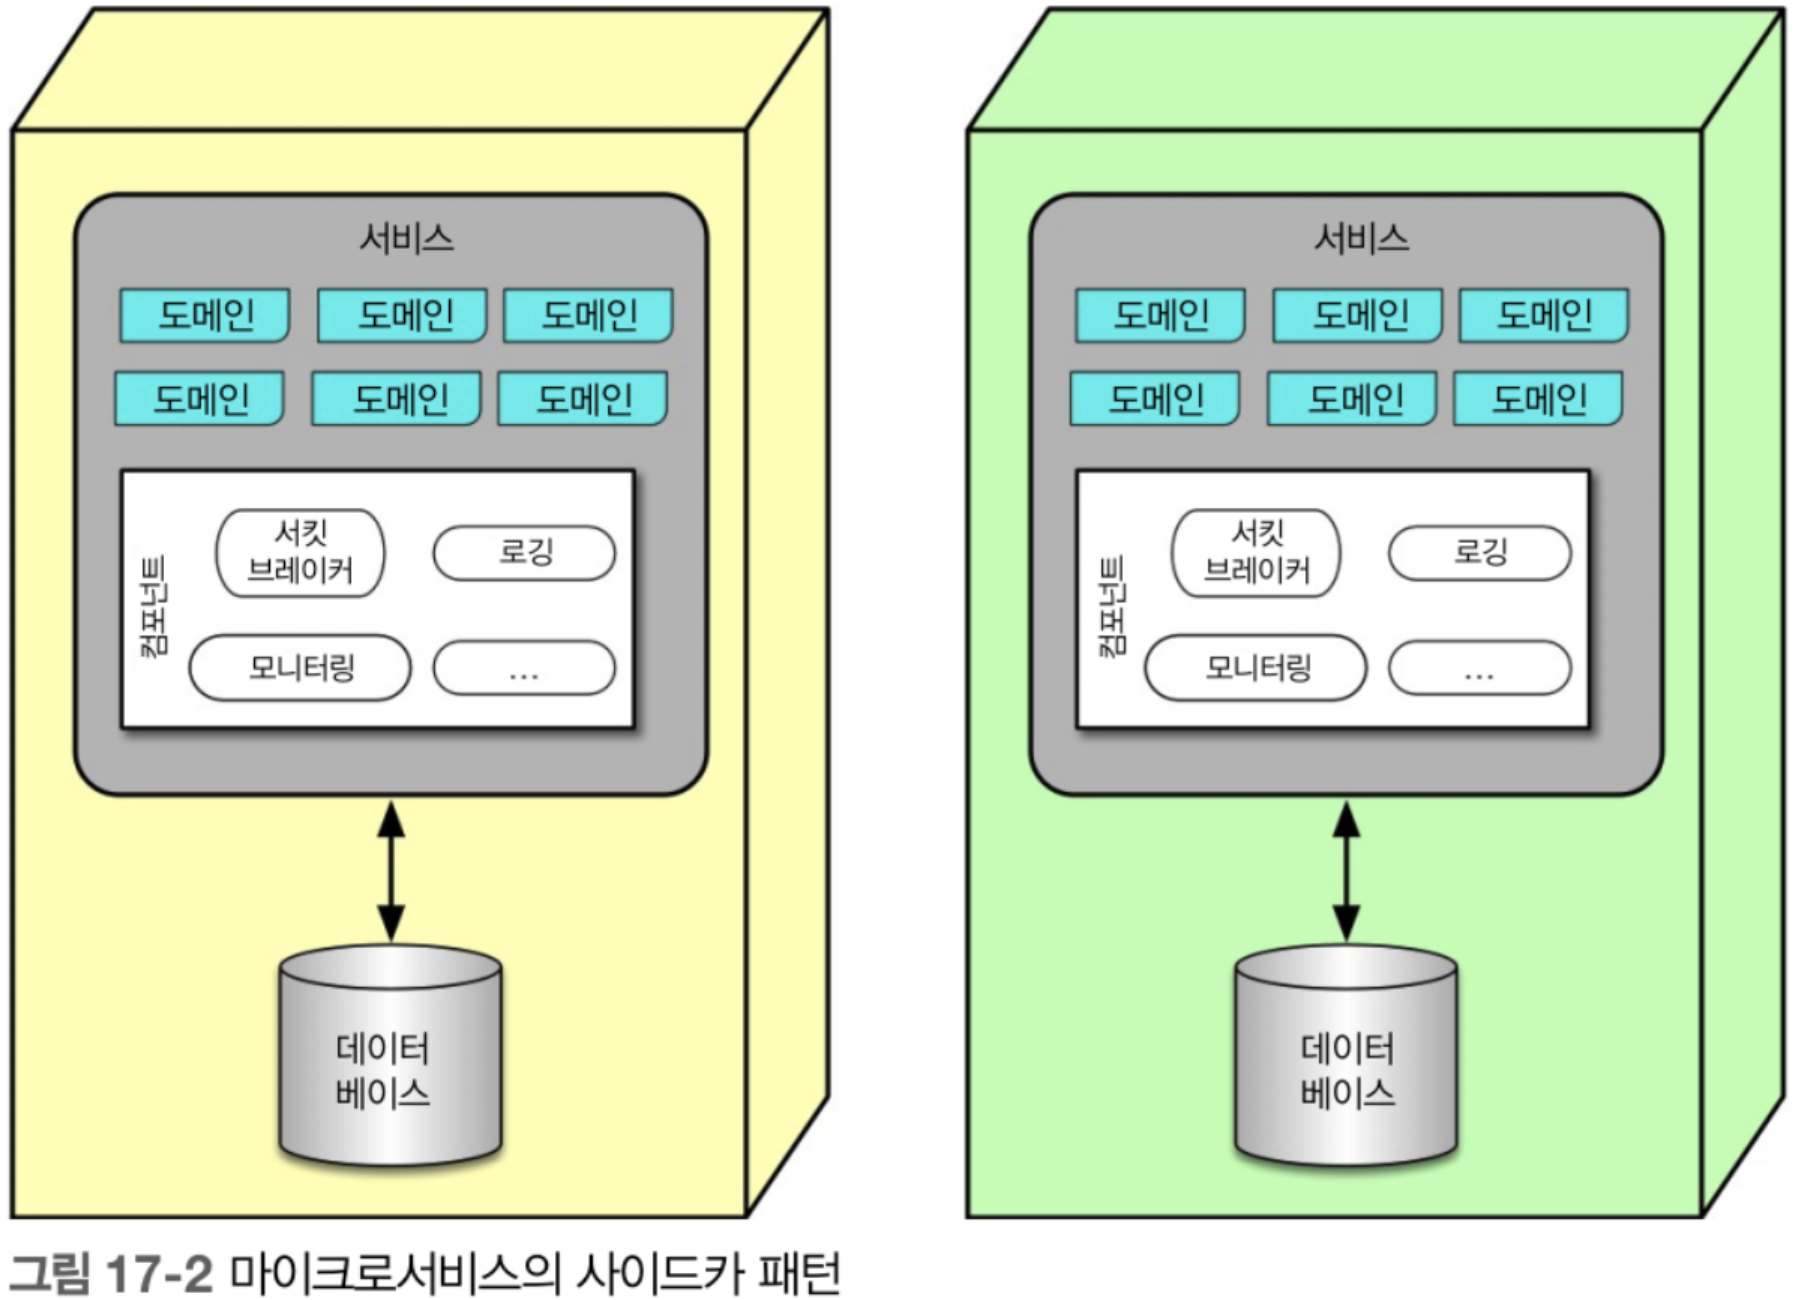 서비스
도메인 도메인 도메인
도메인 도메인 도메인
컴포넌트
서킷
브레이커
로깅
모니터링
...
데이터
베이스
서비스
도메인 도메인 도메인
도메인 도메인 도메인
컴포넌트
서킷
브레이커
로깅
모니터링
...
데이터
베이스
그림 17-2 마이크로서비스의 사이드카 패턴